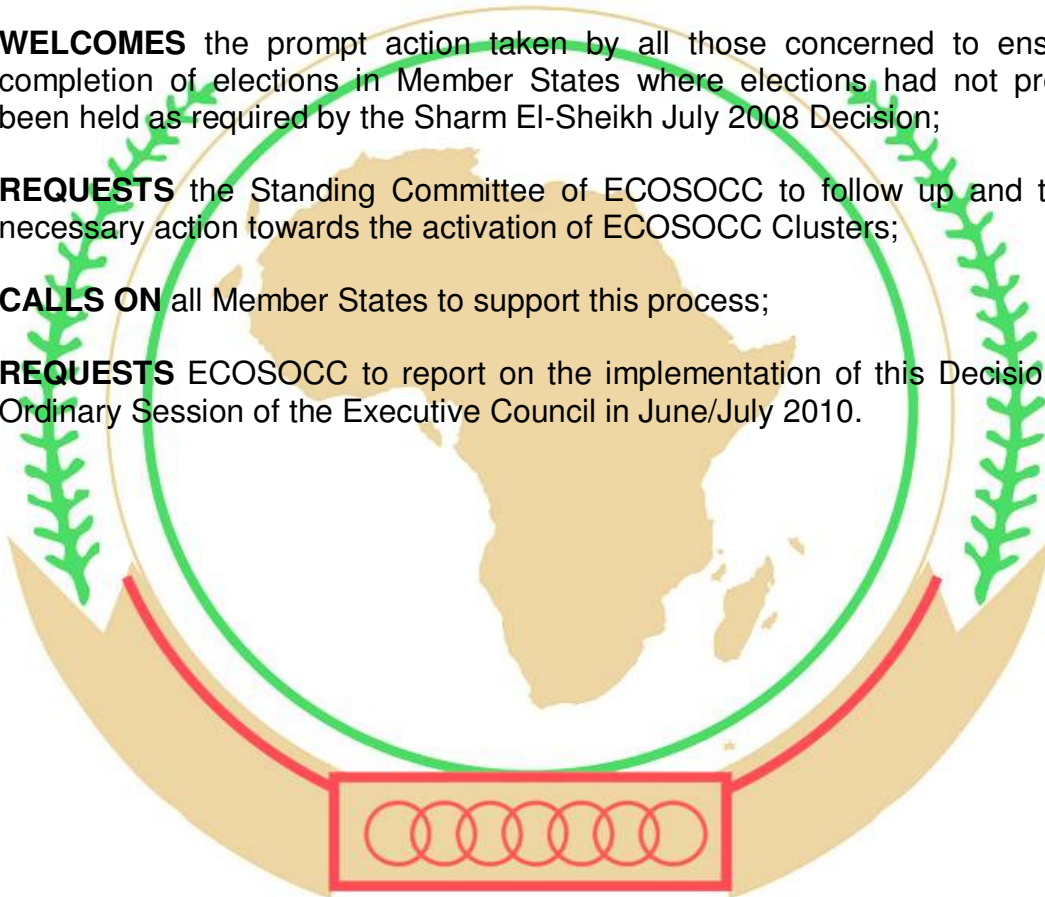 WELCOMES the prompt action taken by all those concerned to ens
completion of elections in Member States where elections had not pre
been held as required by the Sharm El-Sheikh July 2008 Decision;
REQUESTS the Standing Committee of ECOSOCC to follow up and t
necessary action towards the activation of ECOSOCC Clusters;
CALLS ON all Member States to support this process;
REQUESTS ECOSOCC to report on the implementation of this Decisio
Ordinary Session of the Executive Council in June/July 2010.